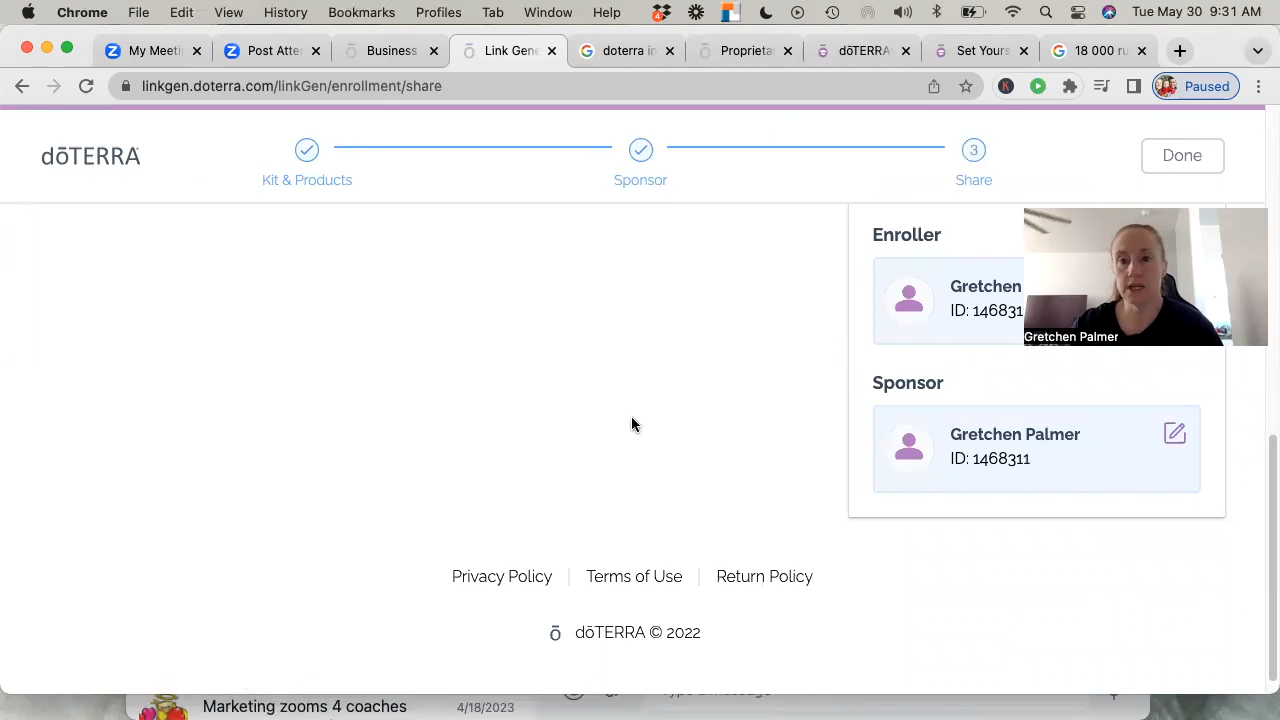 Chrome File Edit View History Bookmarks Profiles Tab Window Help 4 Tue May 30 9:31 AM
My Meeti Post Atte Business Link Gene doterra in Proprieta dōTERRA Set Yours 18 000 ru
linkgen.doterra.com/linkGen/enrollment/share K Paused
dōTERRA 3 Done
Kit & Products Sponsor Share
Enroller
Gretchen
ID: 146831
Gretchen Palmer
Sponsor
Gretchen Palmer
ID: 1468311
Privacy Policy Terms of Use Return Policy
ō dōTERRA © 2022
Marketing zooms 4 coaches 4/18/2023